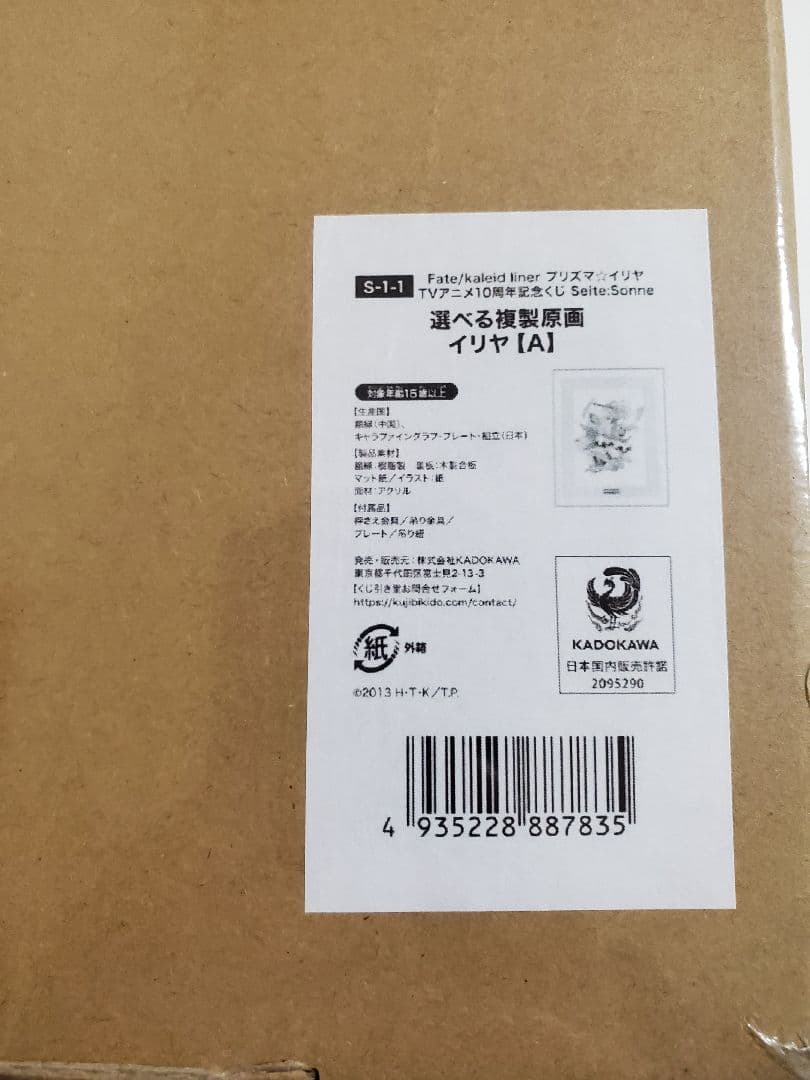 S-1-1
Fate/kaleid liner プリズマ☆イリヤ
TVアニメ10周年記念くじ Seite:Sonne
選べる複製原画
イリヤ【A】
対象年齢15歳以上
【生産国】
額縁(中国)、
キャラファイングラフ・プレート・組立(日本)
【製品素材】
額縁:樹脂製 裏板:木製合板
マット紙/イラスト:紙
面材:アクリル
【付属品】
押さえ金具/吊り金具/
プレート/吊り紐
発売・販売元:株式会社KADOKAWA
東京都千代田区富士見2-13-3
【くじ引き堂お問合せフォーム】
https://kujibikido.com/contact/
紙 外箱
©2013 H・T・K/T.P.
KADOKAWA
日本国内販売許諾
2095290
4 935228 887835